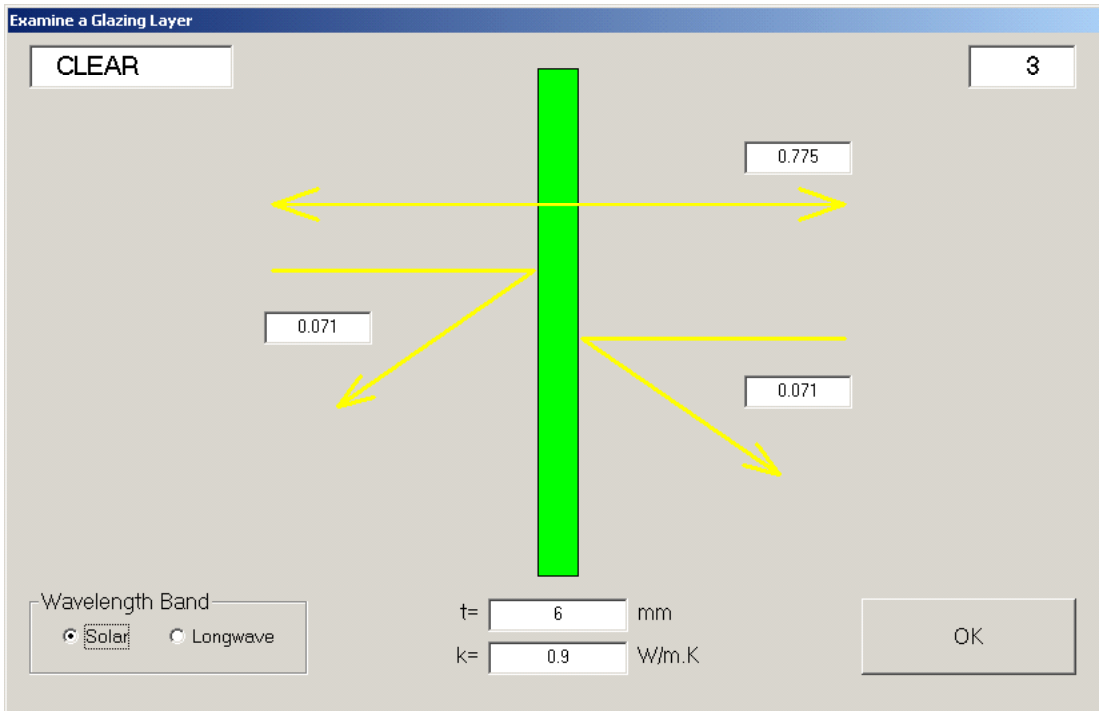 Examine a Glazing Layer
CLEAR
3
0.775
0.071
0.071
Wavelength Band
Solar
Longwave
t= 6 mm
k= 0.9 W/m.K
OK